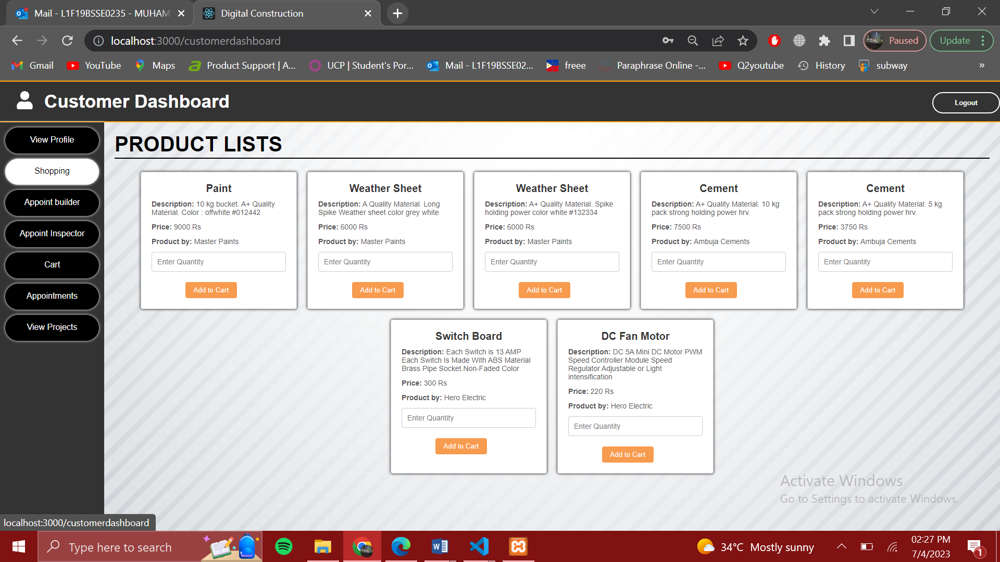 Mail - L1F19BSSE0235 - MUHAM
Digital Construction
localhost:3000/customerdashboard
Paused
Update
Gmail
YouTube
Maps
Product Support | A...
UCP | Student's Por...
Mail - L1F19BSSE02...
freee
Paraphrase Online -...
Q2youtube
History
subway
»
Customer Dashboard
Logout
View Profile
Shopping
Appoint builder
Appoint Inspector
Cart
Appointments
View Projects
PRODUCT LISTS
Paint
Description: 10 kg bucket. A+ Quality
Material. Color : offwhite #012442
Price: 9000 Rs
Product by: Master Paints
Enter Quantity
Add to Cart
Weather Sheet
Description: A Quality Material. Long
Spike Weather sheet color grey white
Price: 6000 Rs
Product by: Master Paints
Enter Quantity
Add to Cart
Weather Sheet
Description: A+ Quality Material. Spike
holding power color white #132334
Price: 6000 Rs
Product by: Master Paints
Enter Quantity
Add to Cart
Cement
Description: A+ Quality Material. 10 kg
pack strong holding power hrv.
Price: 7500 Rs
Product by: Ambuja Cements
Enter Quantity
Add to Cart
Cement
Description: A+ Quality Material. 5 kg
pack strong holding power hrv.
Price: 3750 Rs
Product by: Ambuja Cements
Enter Quantity
Add to Cart
Switch Board
Description: Each Switch is 13 AMP
Each Switch Is Made With ABS Material
Brass Pipe Socket.Non-Faded Color
Price: 300 Rs
Product by: Hero Electric
Enter Quantity
Add to Cart
DC Fan Motor
Description: DC 5A Mini DC Motor PWM
Speed Controller Module Speed
Regulator Adjustable or Light
intensification
Price: 220 Rs
Product by: Hero Electric
Enter Quantity
Add to Cart
Activate Windows
Go to Settings to activate Windows.
localhost:3000/customerdashboard
Type here to search
34°C Mostly sunny
02:27 PM
7/4/2023
1